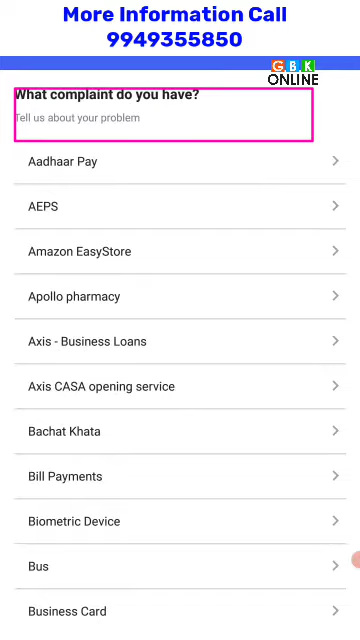 More Information Call
9949355850
GBK
ONLINE
What complaint do you have?
Tell us about your problem
Aadhaar Pay
AEPS
Amazon EasyStore
Apollo pharmacy
Axis - Business Loans
Axis CASA opening service
Bachat Khata
Bill Payments
Biometric Device
Bus
Business Card